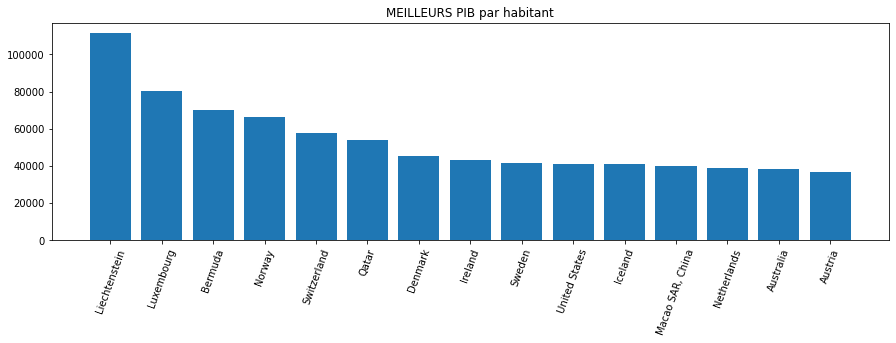 MEILLEURS PIB par habitant
100000
80000
60000
40000
20000
0
Liechtenstein
Luxembourg
Bermuda
Norway
Switzerland
Qatar
Denmark
Ireland
Sweden
United States
Iceland
Macao SAR, China
Netherlands
Australia
Austria